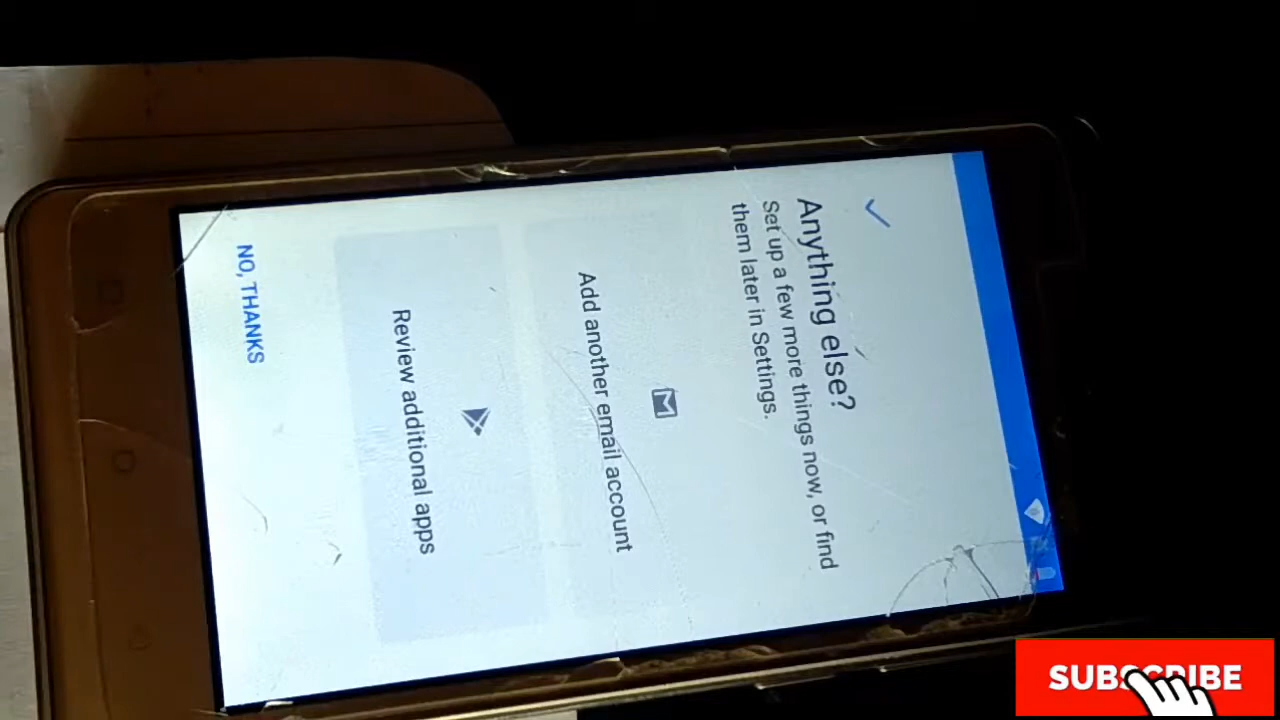 Anything else?
Set up a few more things now, or find
them later in Settings.
Add another email account
Review additional apps
NO, THANKS
SUBSCRIBE